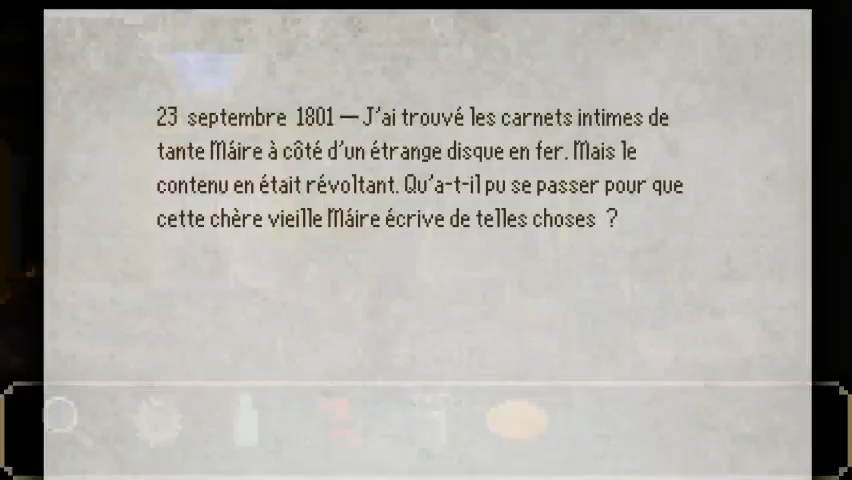 23 septembre 1801 — J'ai trouvé les carnets intimes de
tante Máire à côté d'un étrange disque en fer. Mais le
contenu en était révoltant. Qu'a-t-il pu se passer pour que
cette chère vieille Máire écrive de telles choses ?